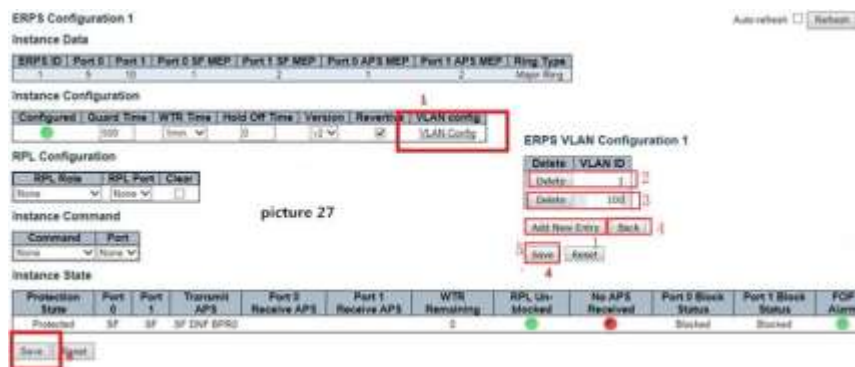 ERPS Configuration 1
Auto-refresh Refresh
Instance Data
ERPS ID Port 0 Port 1 Port 0 SF MEP Port 1 SF MEP Port 0 APS MEP Port 1 APS MEP Ring Type
1 9 10 1 2 1 2 Major Ring
Instance Configuration
1
Configured Guard Time WTR Time Hold Off Time Version Revertive VLAN config
500 1min 0 v2 VLAN Config
ERPS VLAN Configuration 1
Delete VLAN ID
Delete 1 2
Delete 100 3
Add New Entry Back
Save Reset
4
RPL Configuration
RPL Role RPL Port Clear
None None
picture 27
Instance Command
Command Port
None None
Instance State
Protection State Port 0 Port 1 Transmit APS Port 0 Receive APS Port 1 Receive APS WTR Remaining RPL Un-blocked No APS Received Port 0 Block Status Port 1 Block Status FOP Alarm
Protected SF SF SF DNF BPR0 0 Blocked Blocked
Save Reset